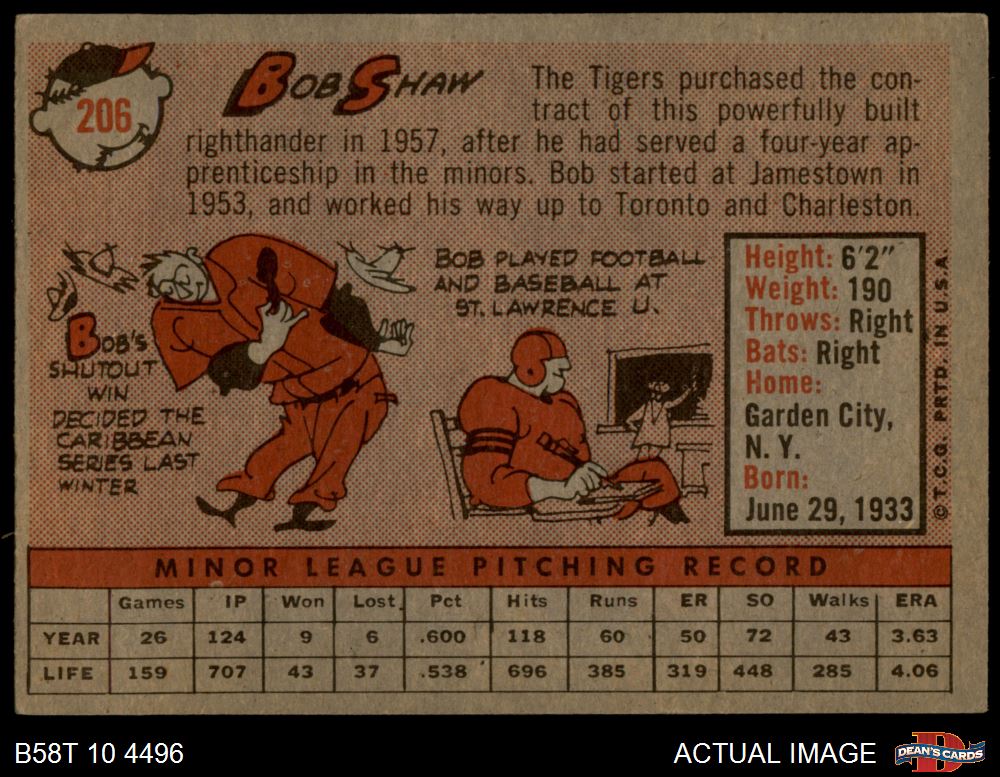 206
BOB SHAW
The Tigers purchased the con-
tract of this powerfully built
righthander in 1957, after he had served a four-year ap-
prenticeship in the minors. Bob started at Jamestown in
1953, and worked his way up to Toronto and Charleston.
BOB'S
SHUTOUT
WIN
DECIDED THE
CARIBBEAN
SERIES LAST
WINTER
BOB PLAYED FOOTBALL
AND BASEBALL AT
ST. LAWRENCE U.
Height: 6'2"
Weight: 190
Throws: Right
Bats: Right
Home:
Garden City,
N. Y.
Born:
June 29, 1933
© T.C.G. PRTD. IN U.S.A.
MINOR LEAGUE PITCHING RECORD
Games IP Won Lost Pct Hits Runs ER SO Walks ERA
YEAR 26 124 9 6 .600 118 60 50 72 43 3.63
LIFE 159 707 43 37 .538 696 385 319 448 285 4.06
B58T 10 4496
ACTUAL IMAGE
D
DEAN'S CARDS